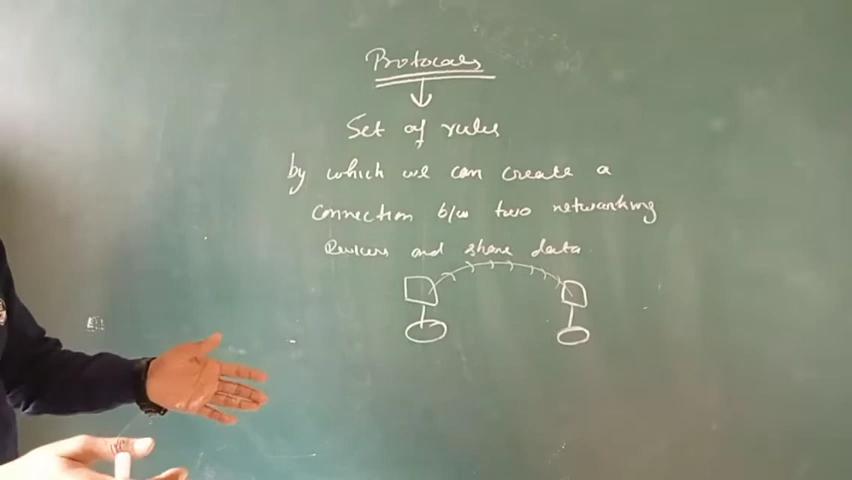 Protocols
Set of rules
by which we can create a
connection b/w two networking
Devices and share data